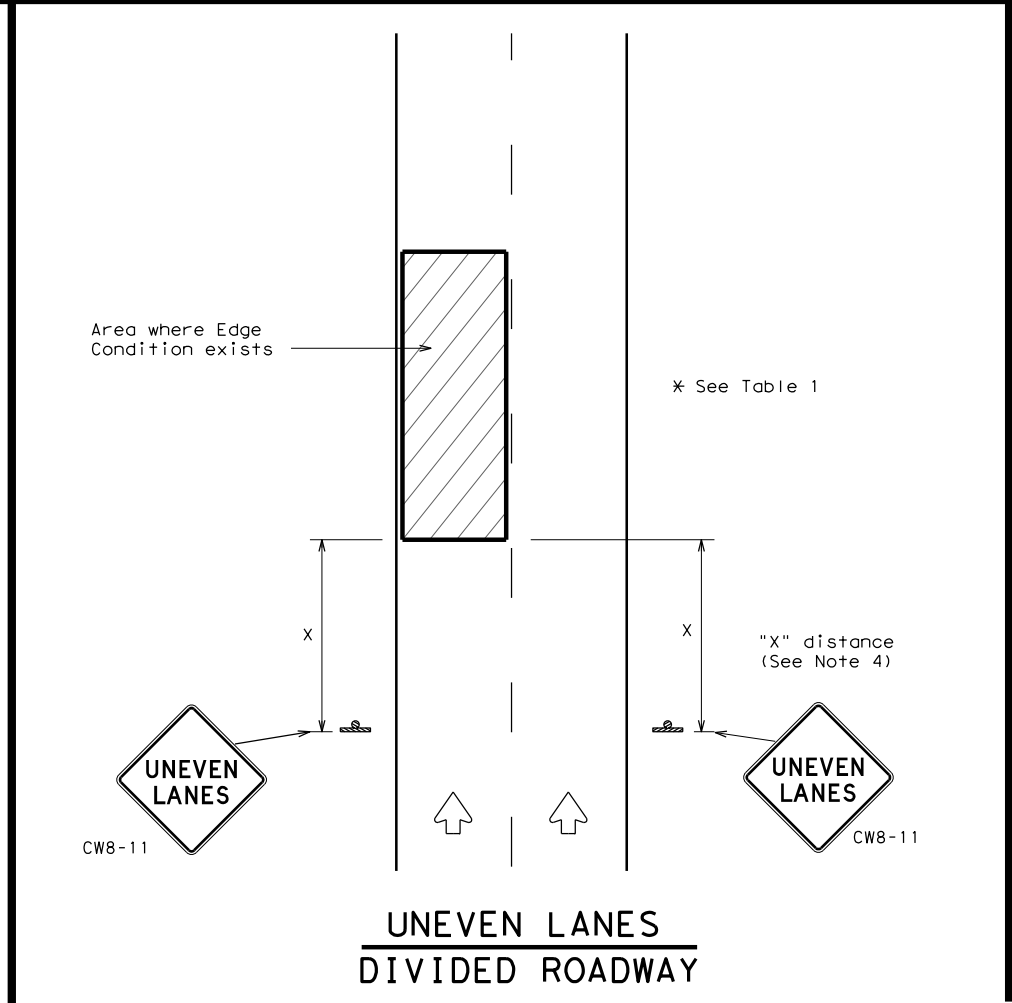 Area where Edge
Condition exists
* See Table 1
X
X
"X" distance
(See Note 4)
UNEVEN
LANES
CW8-11
UNEVEN
LANES
CW8-11
UNEVEN LANES
DIVIDED ROADWAY